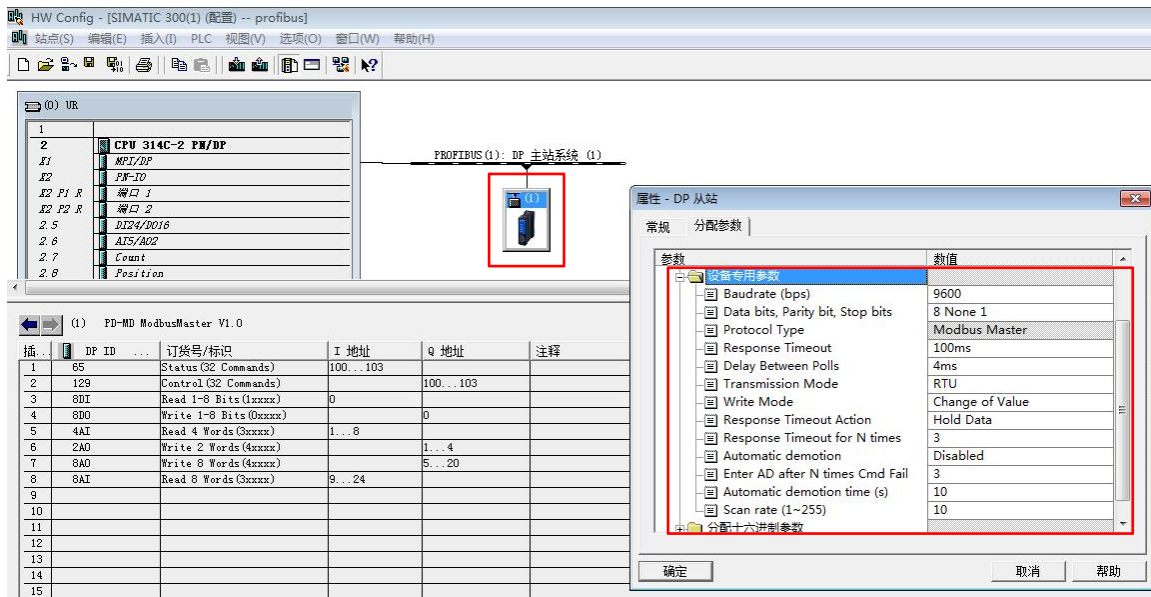 HW Config - [SIMATIC 300(1) (配置) -- profibus]
站点(S) 编辑(E) 插入(I) PLC 视图(V) 选项(O) 窗口(W) 帮助(H)
(0) UR
1
2 CPU 314C-2 PN/DP
X1 MPI/DP
X2 PN-IO
X2 P1 R 端口 1
X2 P2 R 端口 2
2.5 DI24/DO16
2.6 AI5/AO2
2.7 Count
2.8 Position
PROFIBUS(1): DP 主站系统 (1)
(1)
(1) PD-MD ModbusMaster V1.0
插... DP ID ... 订货号/标识 I 地址 Q 地址 注释
1 65 Status(32 Commands) 100...103
2 129 Control(32 Commands) 100...103
3 8DI Read 1-8 Bits(1xxxx) 0
4 8DO Write 1-8 Bits(0xxxx) 0
5 4AI Read 4 Words(3xxxx) 1...8
6 2AO Write 2 Words(4xxxx) 1...4
7 8AO Write 8 Words(4xxxx) 5...20
8 8AI Read 8 Words(3xxxx) 9...24
9
10
11
12
13
14
15
属性 - DP 从站
常规 分配参数
参数 数值
设备专用参数
Baudrate (bps) 9600
Data bits, Parity bit, Stop bits 8 None 1
Protocol Type Modbus Master
Response Timeout 100ms
Delay Between Polls 4ms
Transmission Mode RTU
Write Mode Change of Value
Response Timeout Action Hold Data
Response Timeout for N times 3
Automatic demotion Disabled
Enter AD after N times Cmd Fail 3
Automatic demotion time (s) 10
Scan rate (1~255) 10
分配十六进制参数
确定 取消 帮助